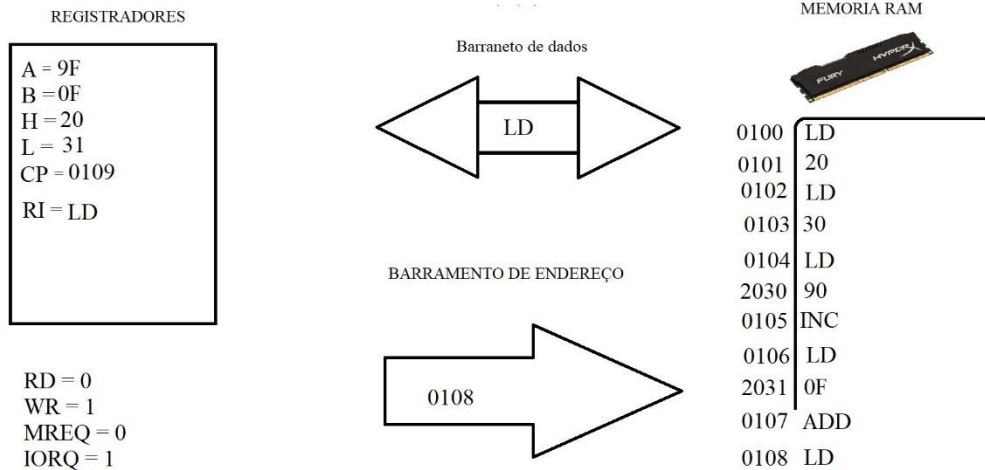 REGISTRADORES
A = 9F
B = 0F
H = 20
L = 31
CP = 0109
RI = LD
RD = 0
WR = 1
MREQ = 0
IORQ = 1
Barraneto de dados
LD
BARRAMENTO DE ENDEREÇO
0108
MEMORIA RAM
FURY HYPERX
0100 LD
0101 20
0102 LD
0103 30
0104 LD
2030 90
0105 INC
0106 LD
2031 0F
0107 ADD
0108 LD